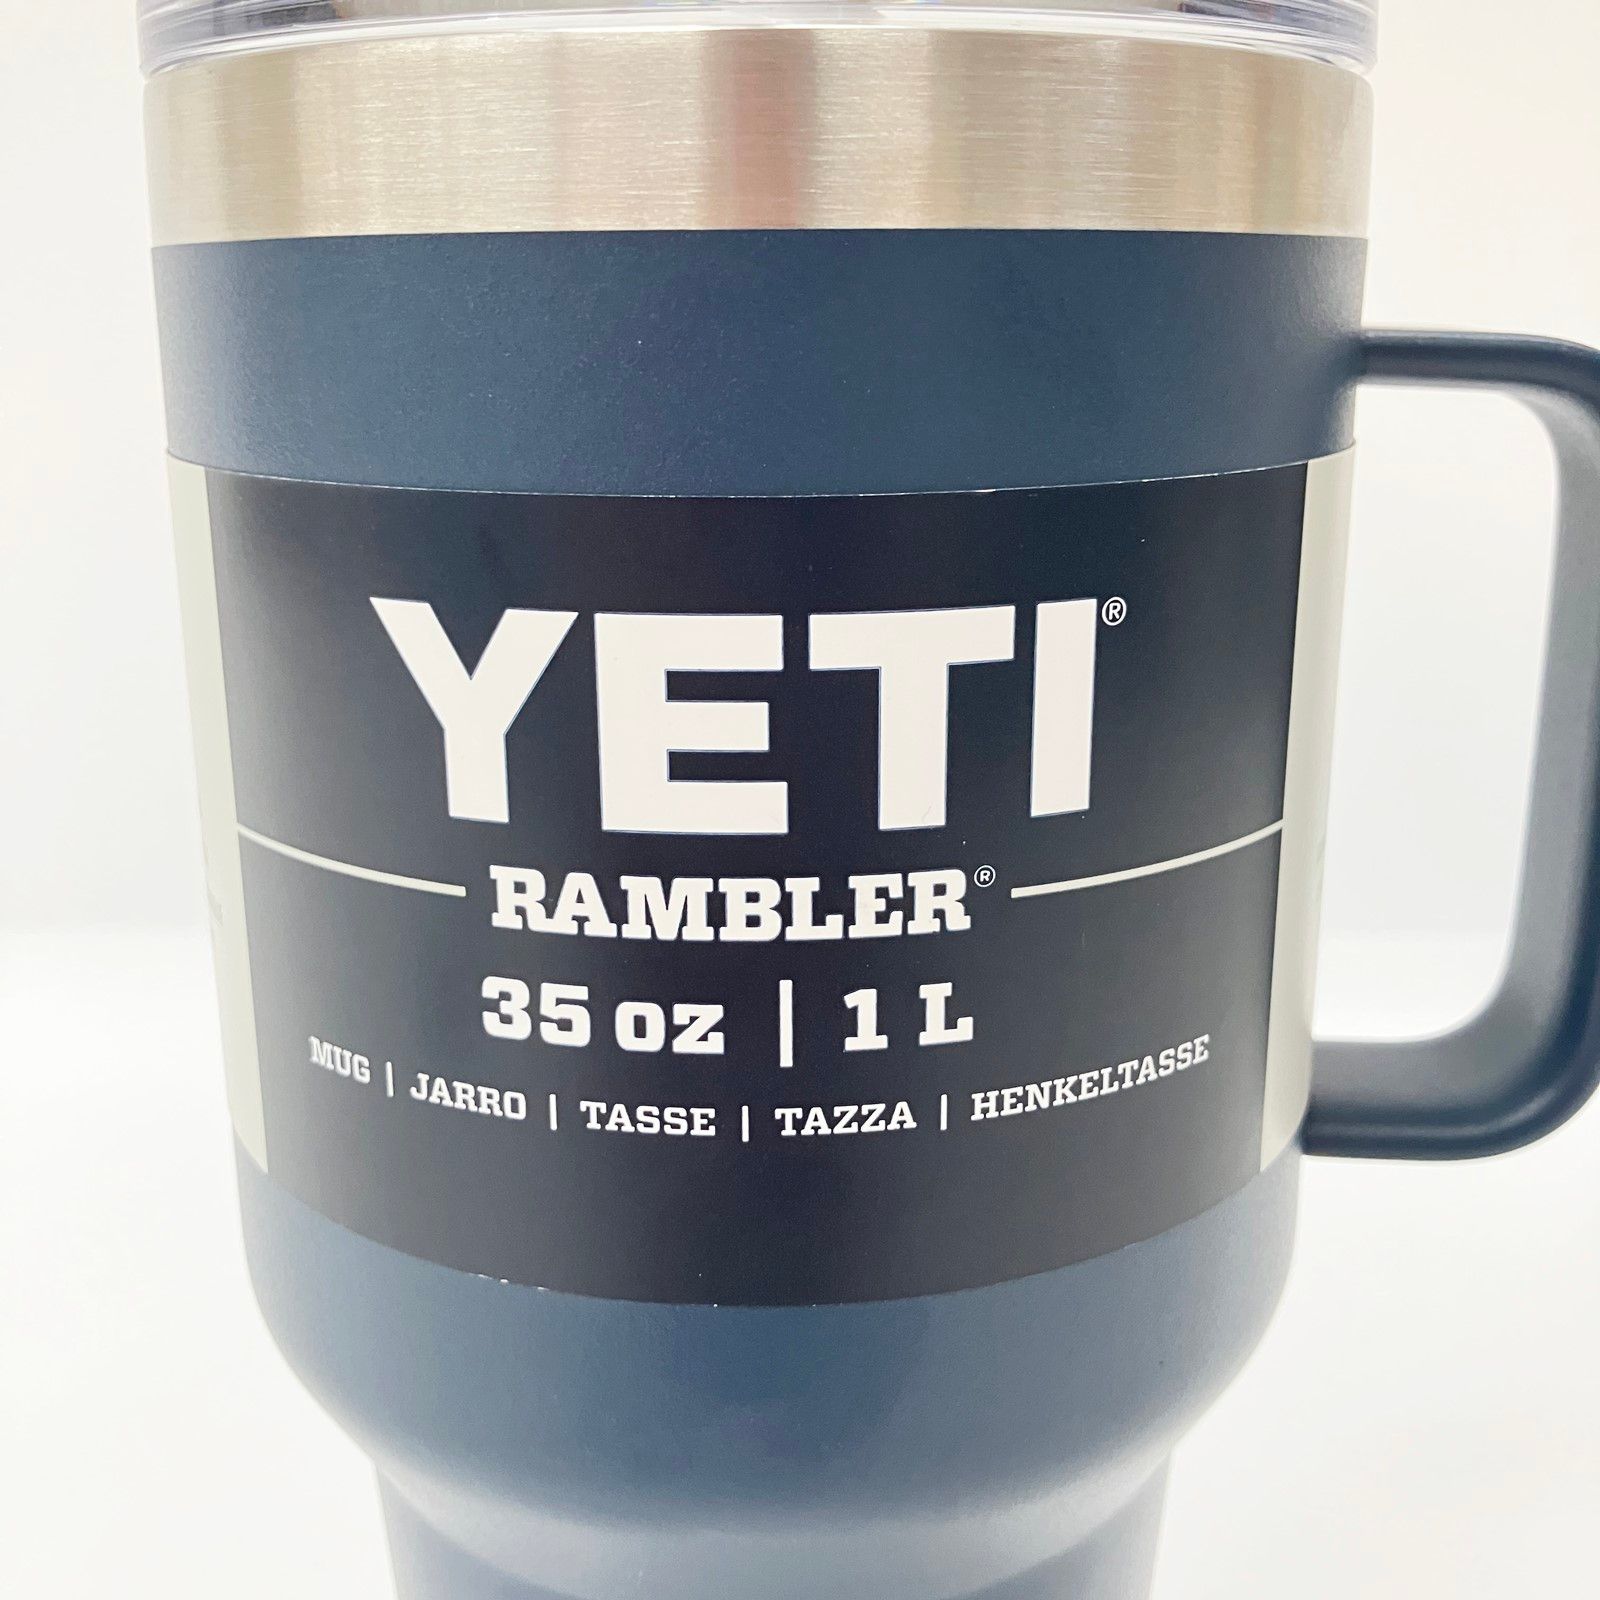 YETI®
RAMBLER®
35 oz | 1 L
MUG | JARRO | TASSE | TAZZA | HENKELTASSE